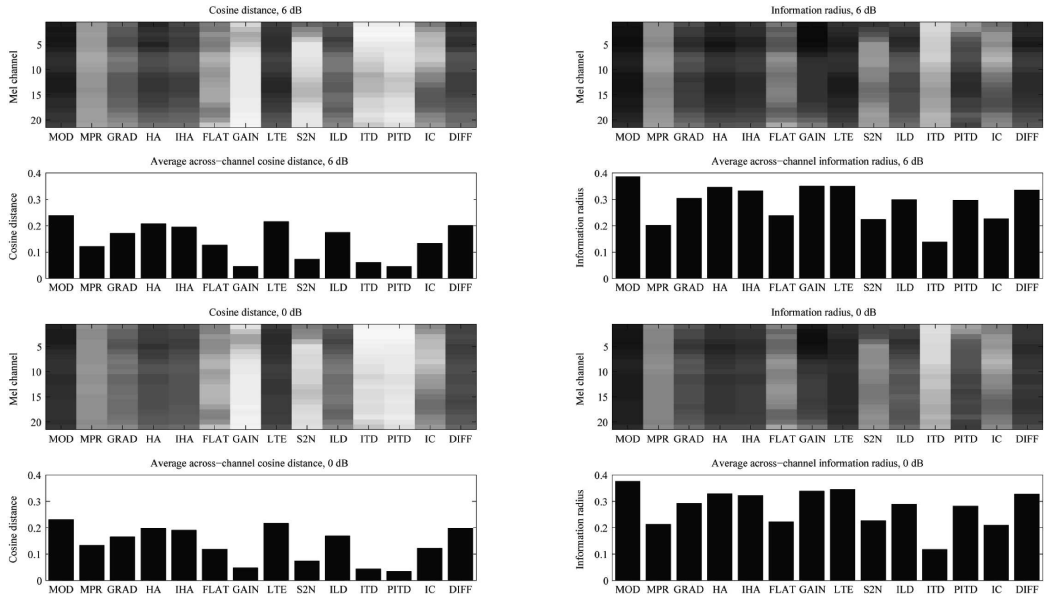 Cosine distance, 6 dB
Mel channel
5
10
15
20
MOD MPR GRAD HA IHA FLAT GAIN LTE S2N ILD ITD PITD IC DIFF
Average across−channel cosine distance, 6 dB
Cosine distance
0.4
0.3
0.2
0.1
0
MOD MPR GRAD HA IHA FLAT GAIN LTE S2N ILD ITD PITD IC DIFF
Cosine distance, 0 dB
Mel channel
5
10
15
20
MOD MPR GRAD HA IHA FLAT GAIN LTE S2N ILD ITD PITD IC DIFF
Average across−channel cosine distance, 0 dB
Cosine distance
0.4
0.3
0.2
0.1
0
MOD MPR GRAD HA IHA FLAT GAIN LTE S2N ILD ITD PITD IC DIFF
Information radius, 6 dB
Mel channel
5
10
15
20
MOD MPR GRAD HA IHA FLAT GAIN LTE S2N ILD ITD PITD IC DIFF
Average across−channel information radius, 6 dB
Information radius
0.4
0.3
0.2
0.1
0
MOD MPR GRAD HA IHA FLAT GAIN LTE S2N ILD ITD PITD IC DIFF
Information radius, 0 dB
Mel channel
5
10
15
20
MOD MPR GRAD HA IHA FLAT GAIN LTE S2N ILD ITD PITD IC DIFF
Average across−channel information radius, 0 dB
Information radius
0.4
0.3
0.2
0.1
0
MOD MPR GRAD HA IHA FLAT GAIN LTE S2N ILD ITD PITD IC DIFF